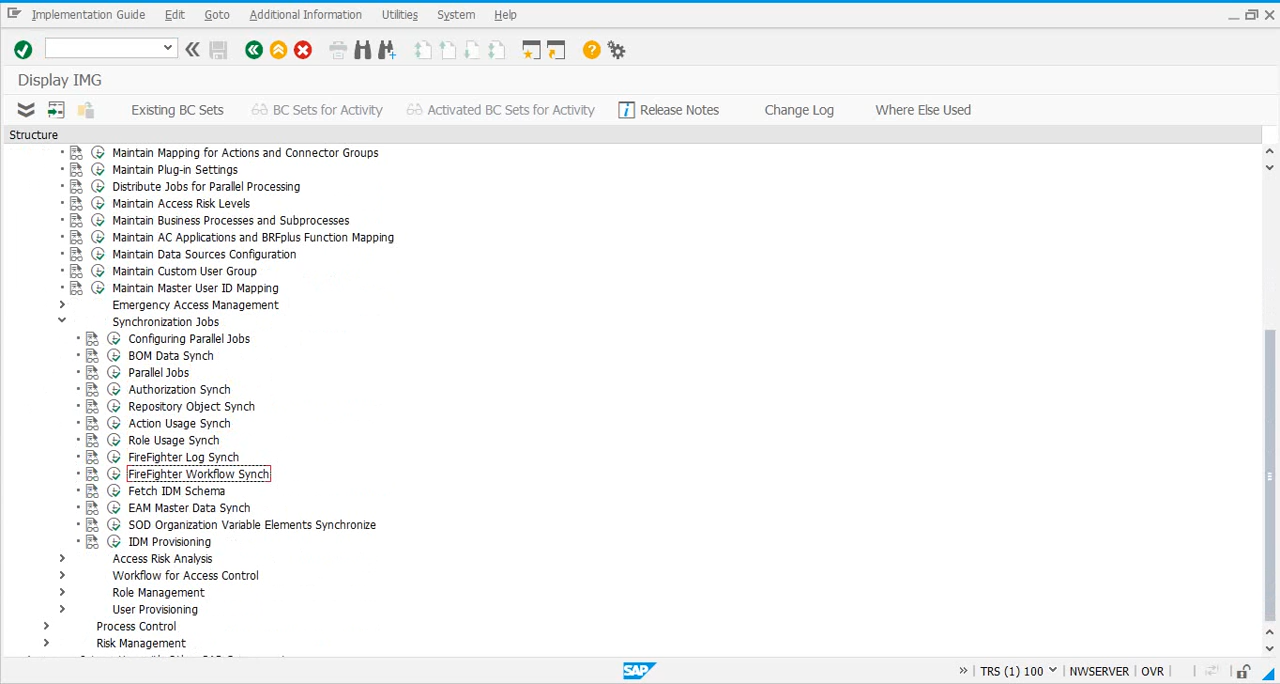 Implementation Guide Edit Goto Additional Information Utilities System Help
Display IMG
Existing BC Sets BC Sets for Activity Activated BC Sets for Activity Release Notes Change Log Where Else Used
Structure
Maintain Mapping for Actions and Connector Groups
Maintain Plug-in Settings
Distribute Jobs for Parallel Processing
Maintain Access Risk Levels
Maintain Business Processes and Subprocesses
Maintain AC Applications and BRFplus Function Mapping
Maintain Data Sources Configuration
Maintain Custom User Group
Maintain Master User ID Mapping
Emergency Access Management
Synchronization Jobs
Configuring Parallel Jobs
BOM Data Synch
Parallel Jobs
Authorization Synch
Repository Object Synch
Action Usage Synch
Role Usage Synch
FireFighter Log Synch
FireFighter Workflow Synch
Fetch IDM Schema
EAM Master Data Synch
SOD Organization Variable Elements Synchronize
IDM Provisioning
Access Risk Analysis
Workflow for Access Control
Role Management
User Provisioning
Process Control
Risk Management
SAP TRS (1) 100 NWSERVER OVR